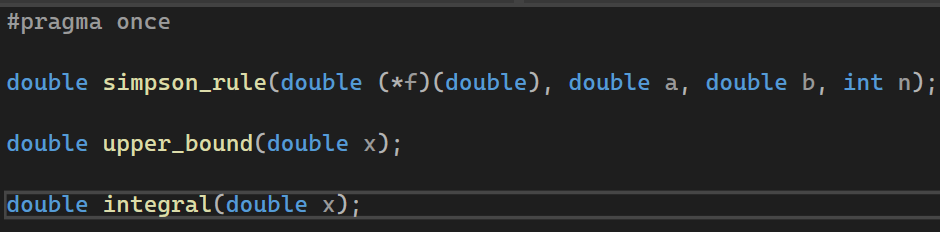 #pragma once
double simpson_rule(double (*f)(double), double a, double b, int n);
double upper_bound(double x);
double integral(double x);